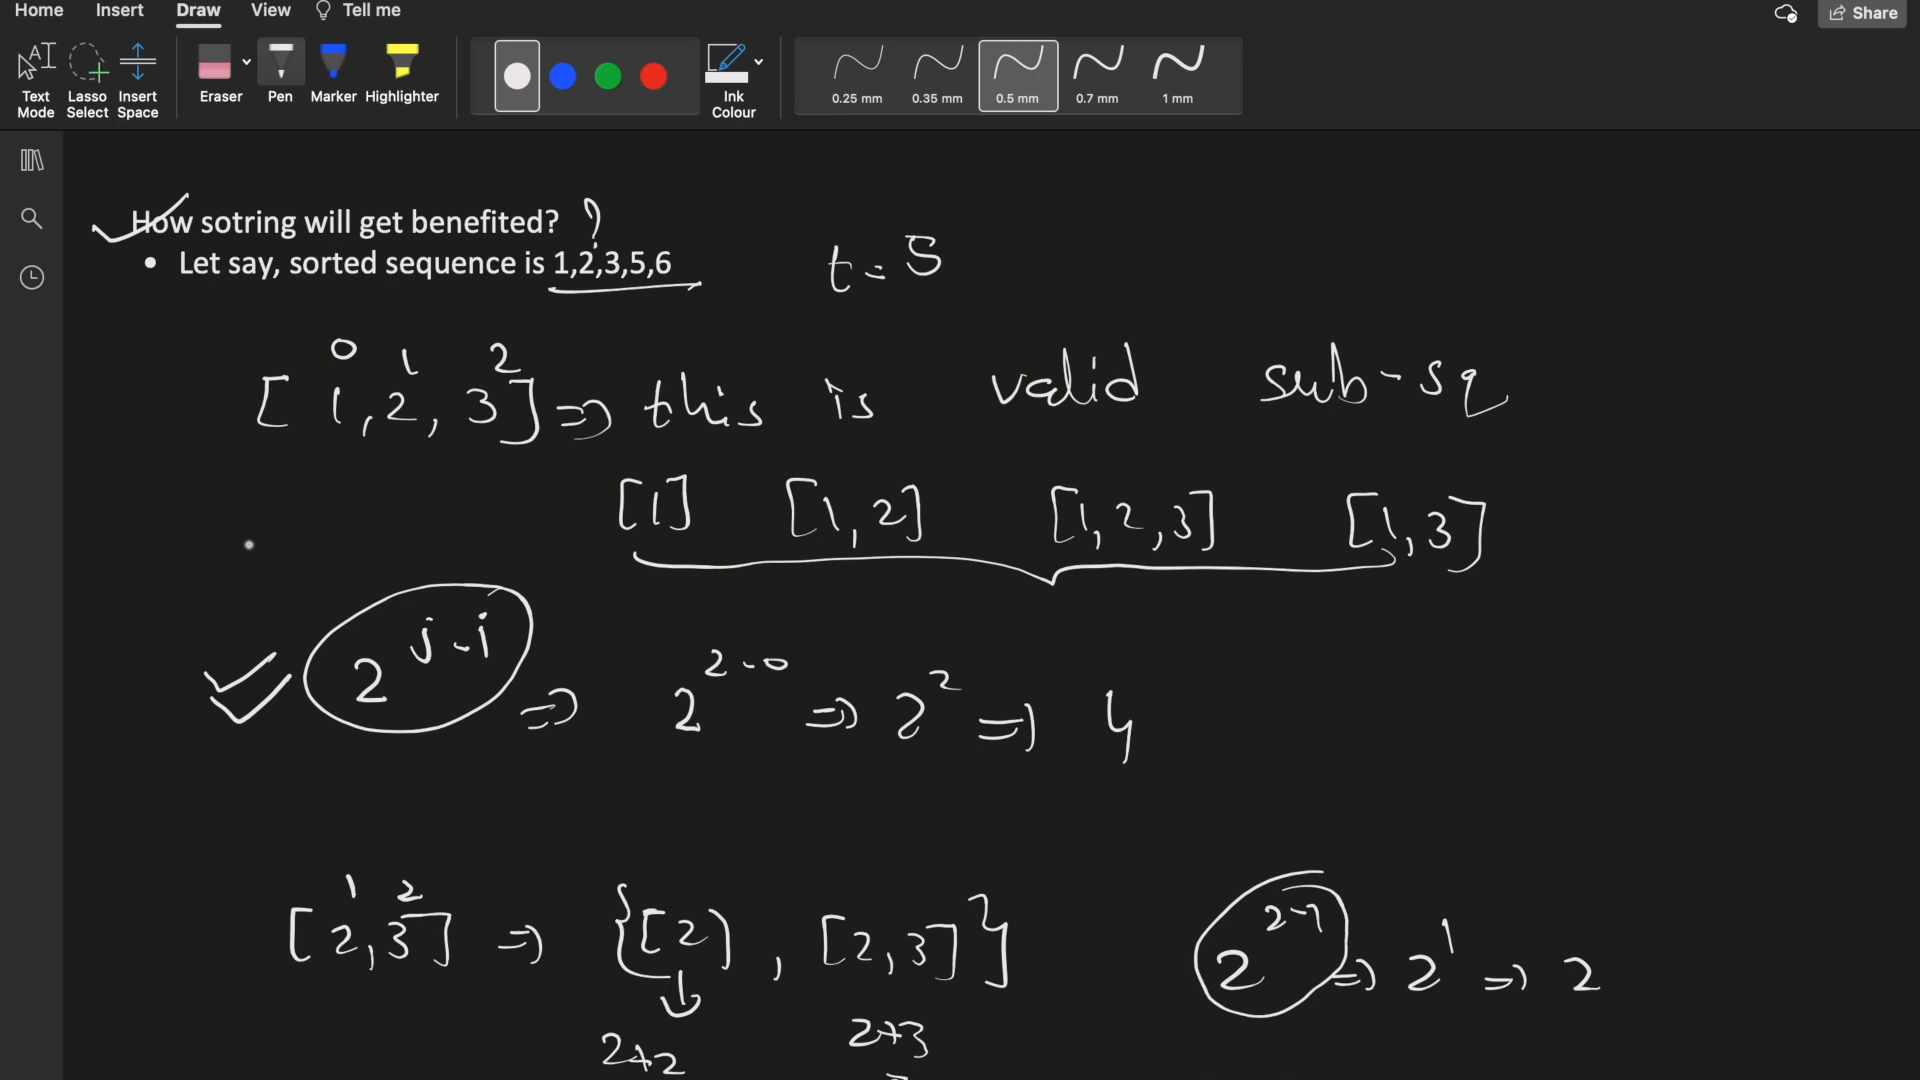 Home Insert Draw View Tell me Share
Text Mode Lasso Select Insert Space Eraser Pen Marker Highlighter Ink Colour 0.25 mm 0.35 mm 0.5 mm 0.7 mm 1 mm
How sotring will get benefited? ?
• Let say, sorted sequence is 1,2,3,5,6 t = 5
0 1 2
[ 1, 2, 3 ] => this is valid sub-sq
[1] [1, 2] [1, 2, 3] [1, 3]
2^j-i => 2^2-0 => 2^2 => 4
1 2
[ 2, 3 ] => {[2], [2, 3]} 2^2-1 => 2^1 => 2
2+2 2+3